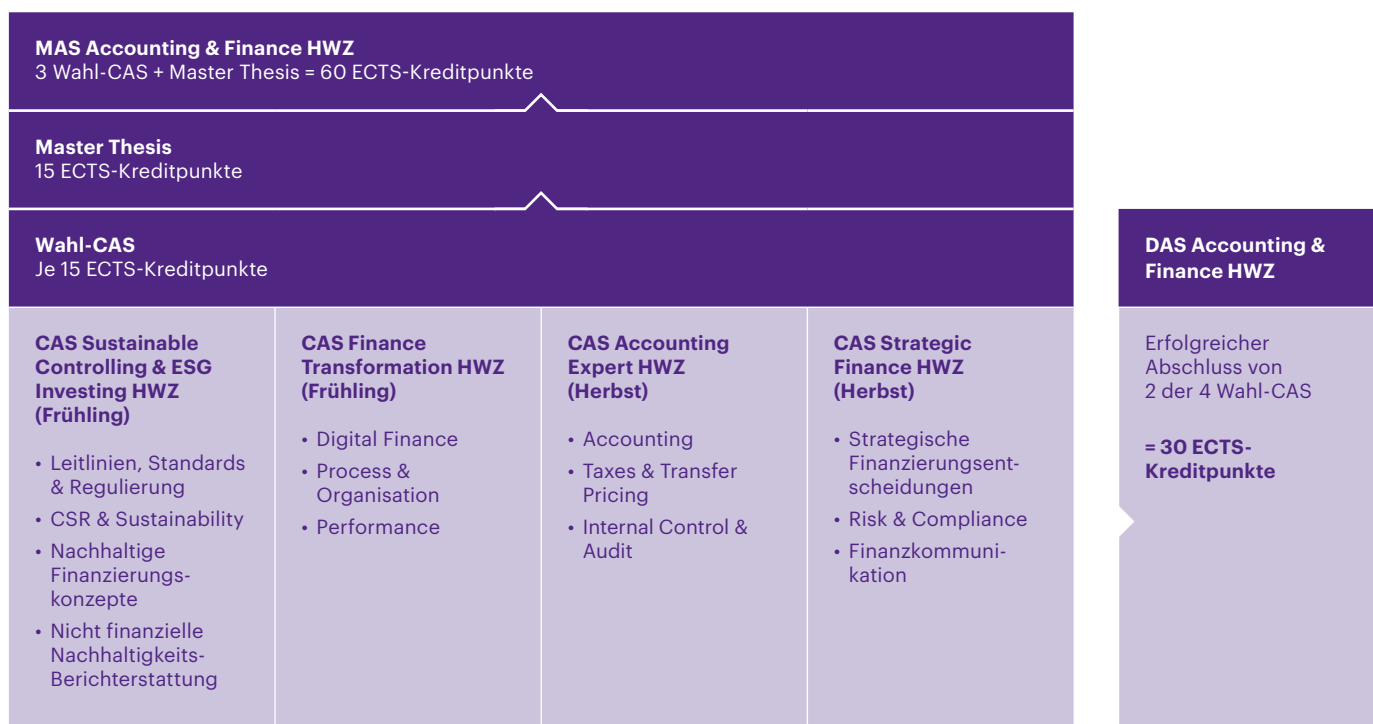 MAS Accounting & Finance HWZ
3 Wahl-CAS + Master Thesis = 60 ECTS-Kreditpunkte
Master Thesis
15 ECTS-Kreditpunkte
Wahl-CAS
Je 15 ECTS-Kreditpunkte
CAS Sustainable
Controlling & ESG
Investing HWZ
(Frühling)
• Leitlinien, Standards
& Regulierung
• CSR & Sustainability
• Nachhaltige
Finanzierungs-
konzepte
• Nicht finanzielle
Nachhaltigkeits-
Berichterstattung
CAS Finance
Transformation HWZ
(Frühling)
• Digital Finance
• Process &
Organisation
• Performance
CAS Accounting
Expert HWZ
(Herbst)
• Accounting
• Taxes & Transfer
Pricing
• Internal Control &
Audit
CAS Strategic
Finance HWZ
(Herbst)
• Strategische
Finanzierungsent-
scheidungen
• Risk & Compliance
• Finanzkommuni-
kation
DAS Accounting &
Finance HWZ
Erfolgreicher
Abschluss von
2 der 4 Wahl-CAS
= 30 ECTS-
Kreditpunkte